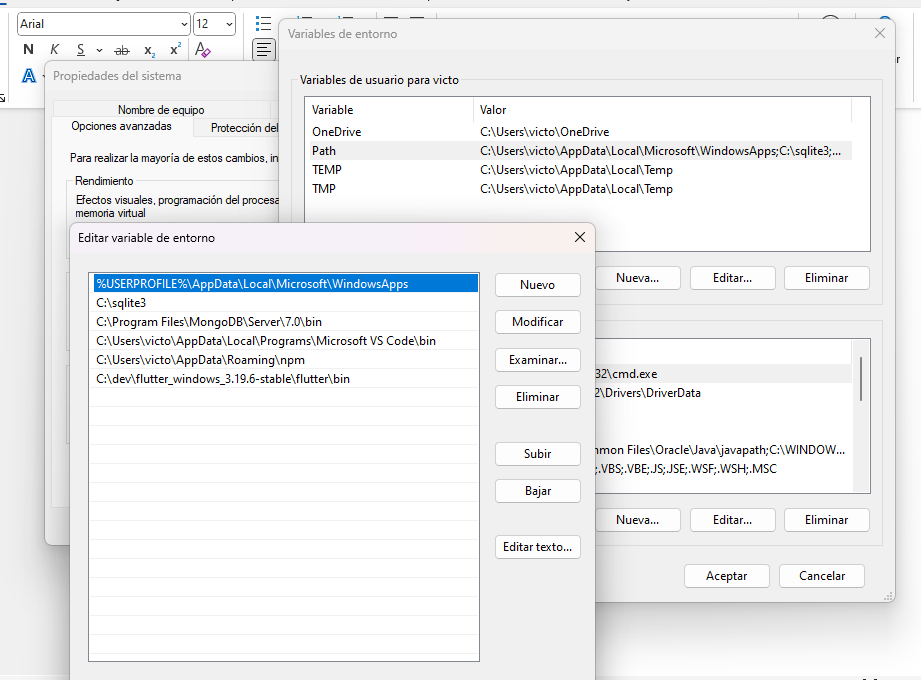 Arial
12
N K S ab x2 x2 A
A
Variables de entorno
Propiedades del sistema
Nombre de equipo
Opciones avanzadas
Protección del
Para realizar la mayoría de estos cambios, in
Rendimiento
Efectos visuales, programación del procesa
memoria virtual
Variables de usuario para victo
Variable Valor
OneDrive C:\Users\victo\OneDrive
Path C:\Users\victo\AppData\Local\Microsoft\WindowsApps;C:\sqlite3;...
TEMP C:\Users\victo\AppData\Local\Temp
TMP C:\Users\victo\AppData\Local\Temp
Nueva... Editar... Eliminar
32\cmd.exe
2\Drivers\DriverData
mmon Files\Oracle\Java\javapath;C:\WINDOW...
;.VBS;.VBE;.JS;.JSE;.WSF;.WSH;.MSC
Nueva... Editar... Eliminar
Aceptar Cancelar
Editar variable de entorno
%USERPROFILE%\AppData\Local\Microsoft\WindowsApps
C:\sqlite3
C:\Program Files\MongoDB\Server\7.0\bin
C:\Users\victo\AppData\Local\Programs\Microsoft VS Code\bin
C:\Users\victo\AppData\Roaming\npm
C:\dev\flutter_windows_3.19.6-stable\flutter\bin
Nuevo
Modificar
Examinar...
Eliminar
Subir
Bajar
Editar texto...